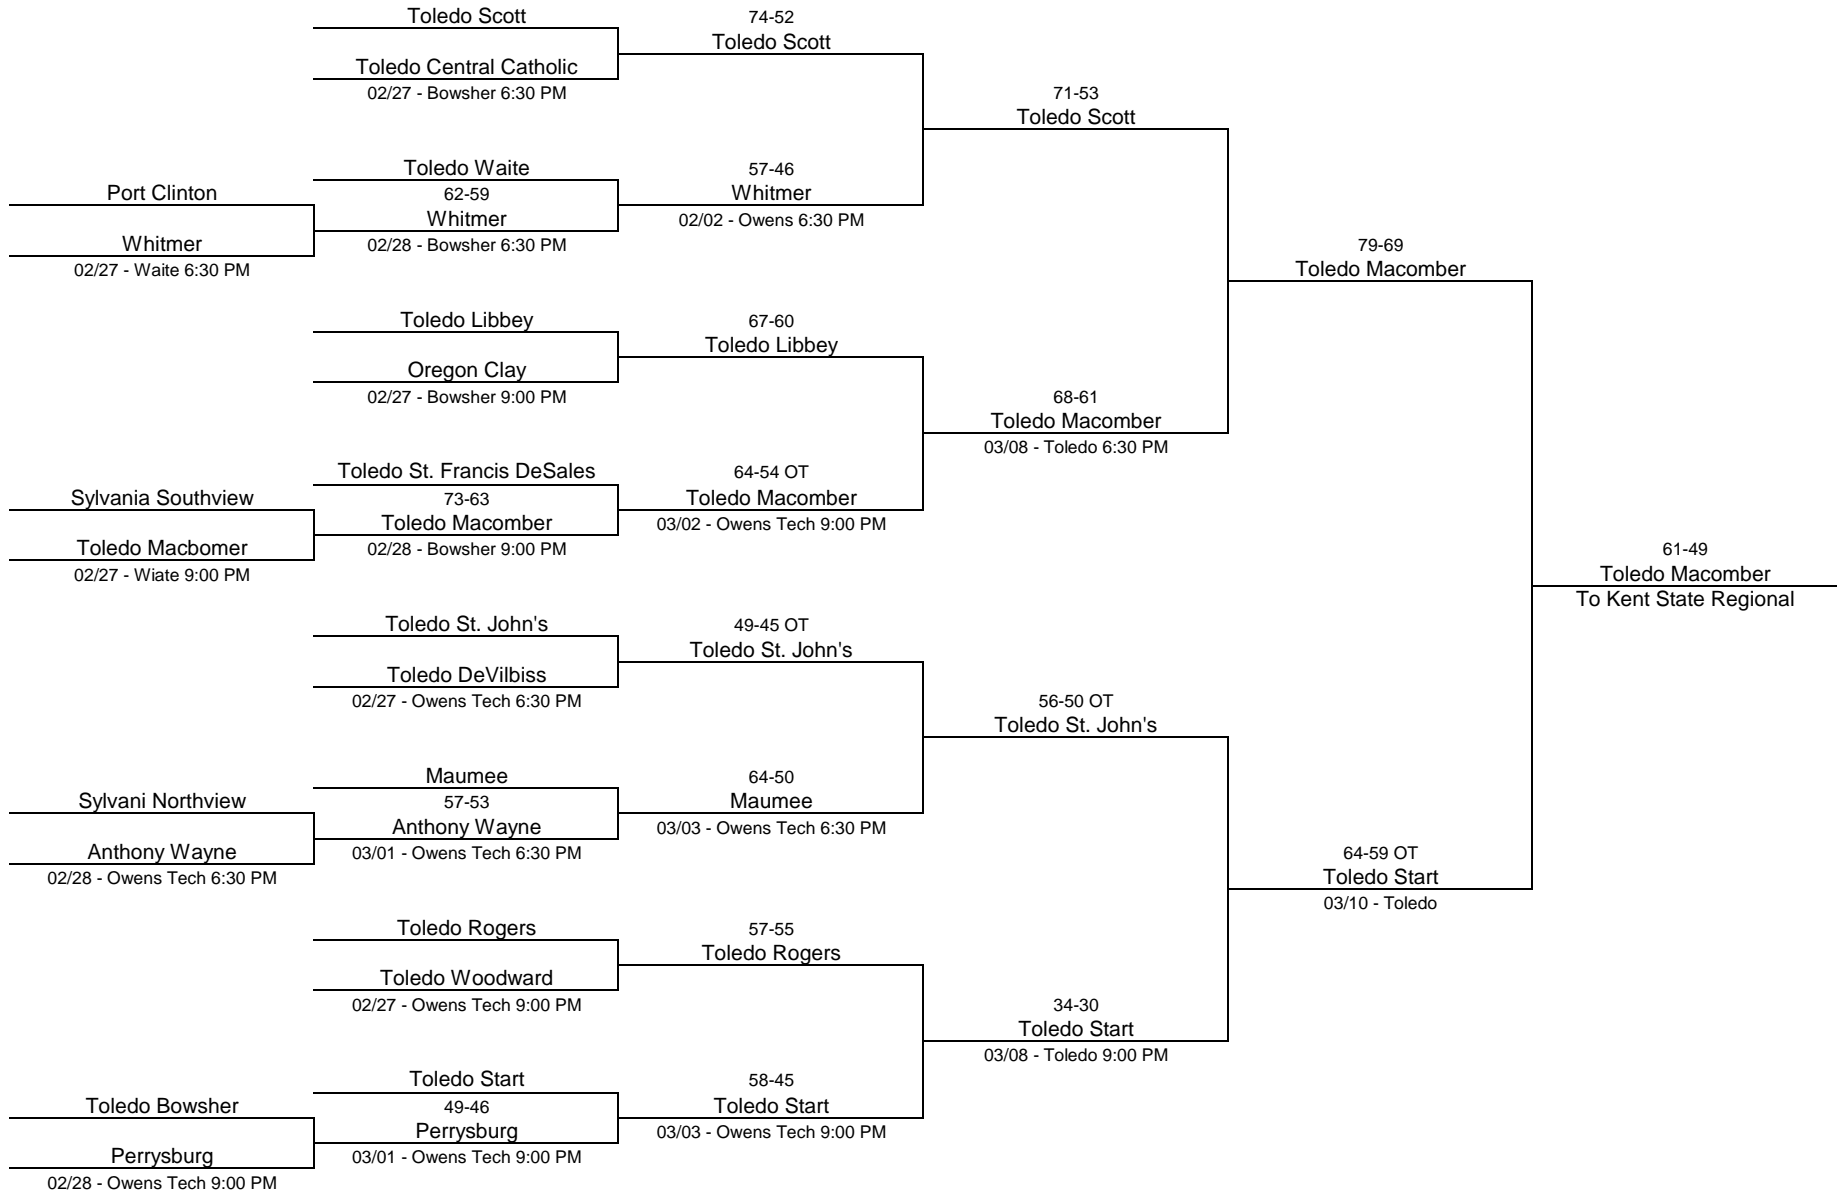 Toledo Scott
74-52
Toledo Scott
Toledo Central Catholic
02/27 - Bowsher 6:30 PM
71-53
Toledo Scott
Toledo Waite
57-46
Port Clinton
62-59
Whitmer
Whitmer
02/02 - Owens 6:30 PM
Whitmer
02/28 - Bowsher 6:30 PM
79-69
02/27 - Waite 6:30 PM
Toledo Macomber
Toledo Libbey
67-60
Toledo Libbey
Oregon Clay
02/27 - Bowsher 9:00 PM
68-61
Toledo Macomber
03/08 - Toledo 6:30 PM
Toledo St. Francis DeSales
64-54 OT
Sylvania Southview
73-63
Toledo Macomber
Toledo Macomber
03/02 - Owens Tech 9:00 PM
Toledo Macbomer
02/28 - Bowsher 9:00 PM
61-49
02/27 - Wiate 9:00 PM
Toledo Macomber
To Kent State Regional
Toledo St. John's
49-45 OT
Toledo St. John's
Toledo DeVilbiss
02/27 - Owens Tech 6:30 PM
56-50 OT
Toledo St. John's
Maumee
64-50
Sylvani Northview
57-53
Maumee
Anthony Wayne
03/03 - Owens Tech 6:30 PM
Anthony Wayne
03/01 - Owens Tech 6:30 PM
64-59 OT
02/28 - Owens Tech 6:30 PM
Toledo Start
03/10 - Toledo
Toledo Rogers
57-55
Toledo Rogers
Toledo Woodward
02/27 - Owens Tech 9:00 PM
34-30
Toledo Start
03/08 - Toledo 9:00 PM
Toledo Start
58-45
Toledo Bowsher
49-46
Toledo Start
Perrysburg
03/03 - Owens Tech 9:00 PM
Perrysburg
03/01 - Owens Tech 9:00 PM
02/28 - Owens Tech 9:00 PM